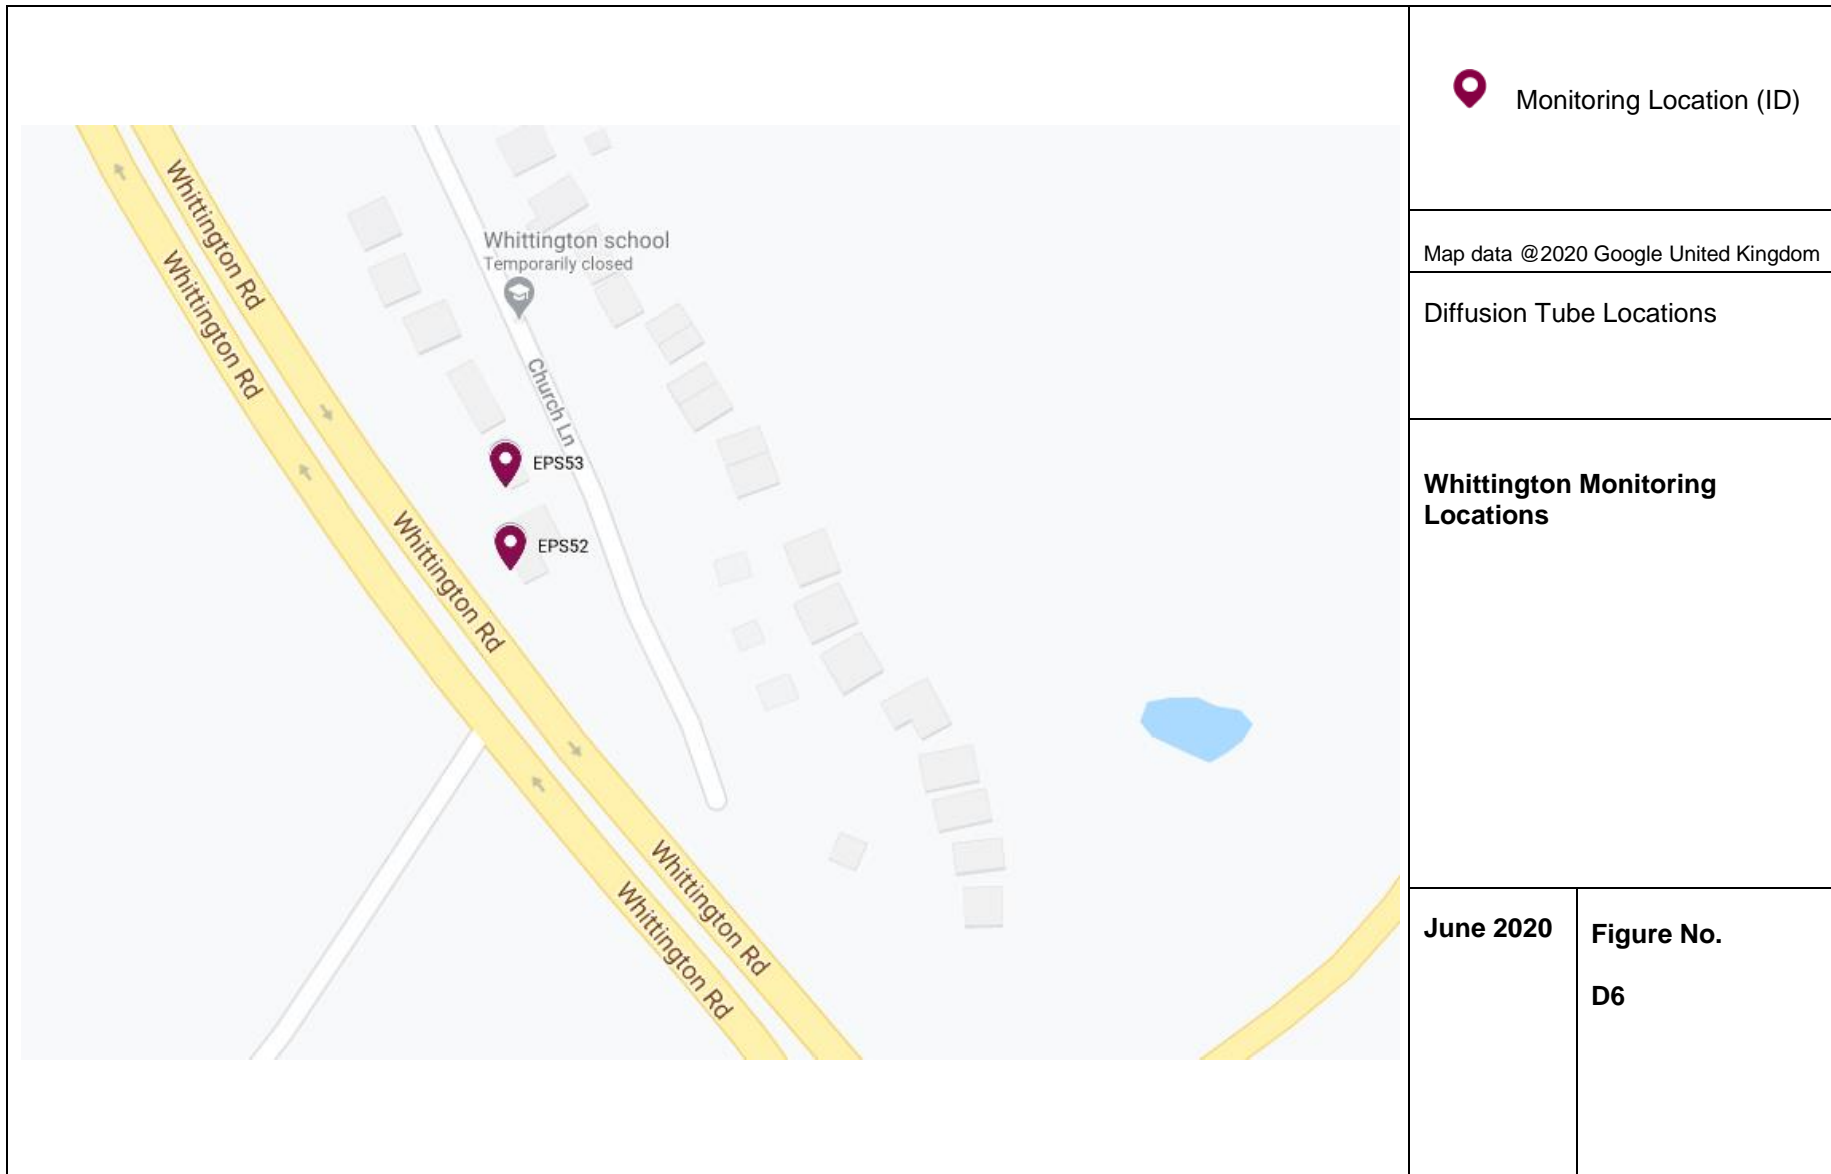 Whittington Rd
Whittington Rd
Whittington school
Temporarily closed
Church Ln
EPS53
EPS52
Whittington Rd
Whittington Rd
Whittington Rd
Monitoring Location (ID)
Map data @2020 Google United Kingdom
Diffusion Tube Locations
Whittington Monitoring
Locations
June 2020
Figure No.
D6